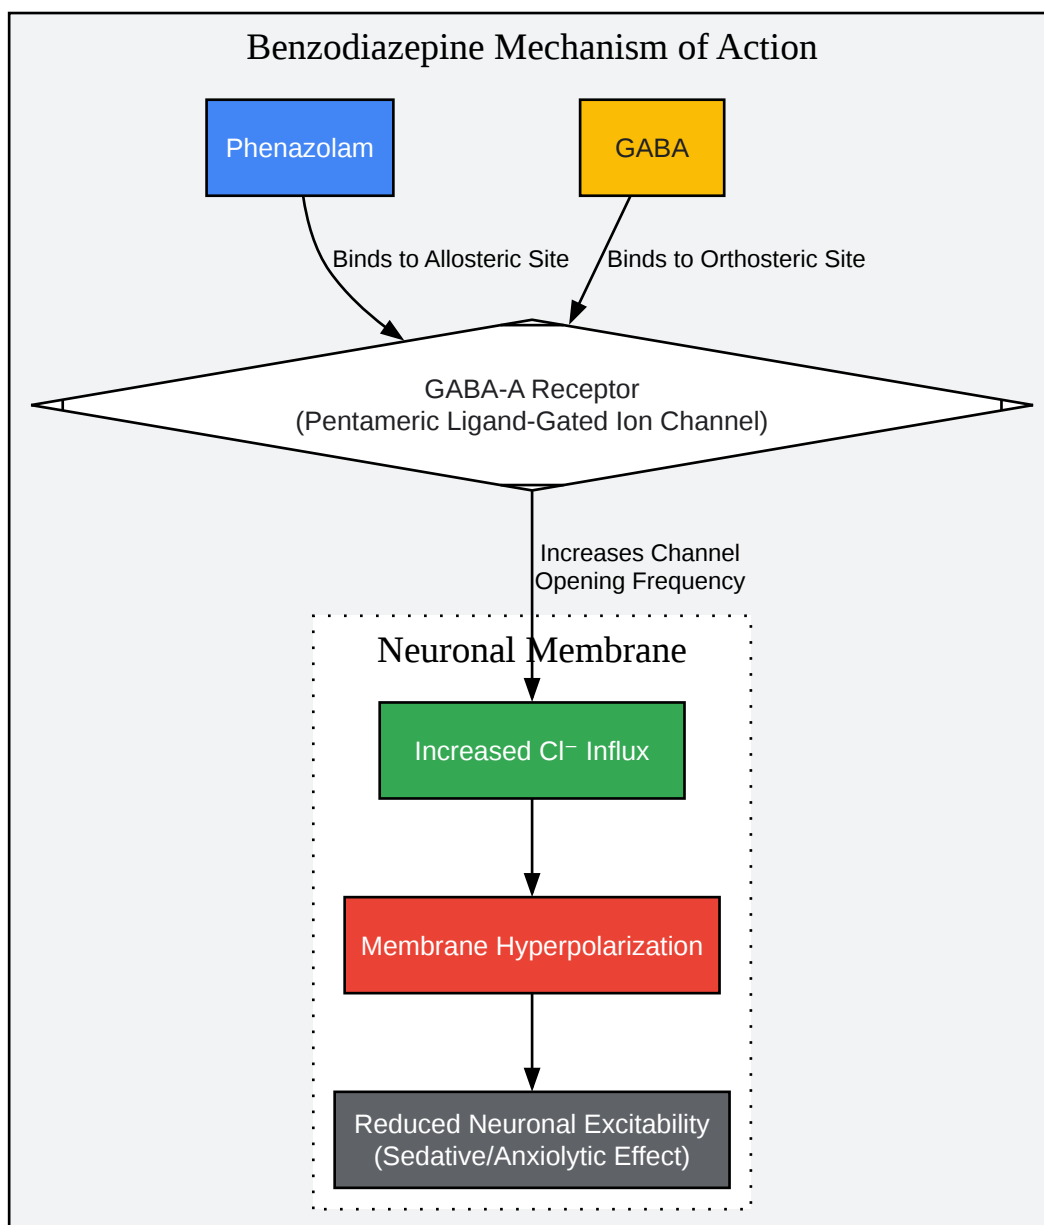 Benzodiazepine Mechanism of Action
Phenazolam
GABA
Binds to Allosteric Site
Binds to Orthosteric Site
GABA-A Receptor
(Pentameric Ligand-Gated Ion Channel)
Increases Channel
Opening Frequency
Neuronal Membrane
Increased Cl⁻ Influx
Membrane Hyperpolarization
Reduced Neuronal Excitability
(Sedative/Anxiolytic Effect)